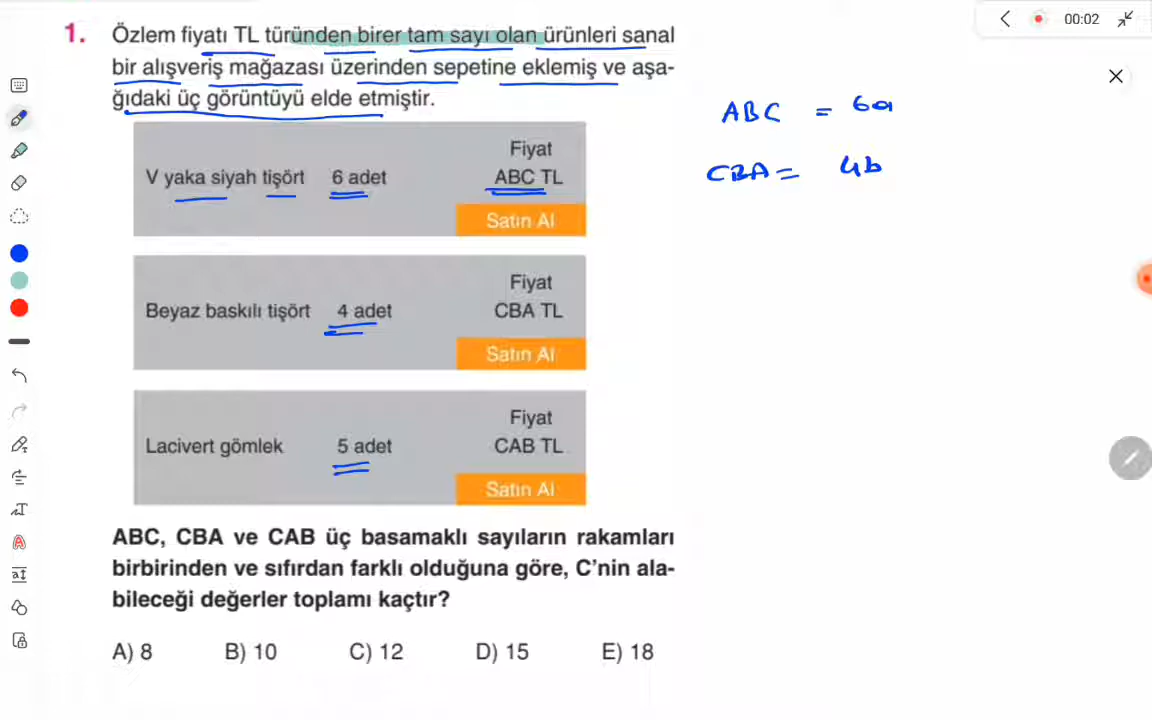 00:02
1. Özlem fiyatı TL türünden birer tam sayı olan ürünleri sanal
bir alışveriş mağazası üzerinden sepetine eklemiş ve aşa-
ğıdaki üç görüntüyü elde etmiştir.
ABC = 6a
CBA = 4b
Fiyat
V yaka siyah tişört 6 adet ABC TL
Satın Al
Fiyat
Beyaz baskılı tişört 4 adet CBA TL
Satın Al
Fiyat
Lacivert gömlek 5 adet CAB TL
Satın Al
ABC, CBA ve CAB üç basamaklı sayıların rakamları
birbirinden ve sıfırdan farklı olduğuna göre, C'nin ala-
bileceği değerler toplamı kaçtır?
A) 8 B) 10 C) 12 D) 15 E) 18